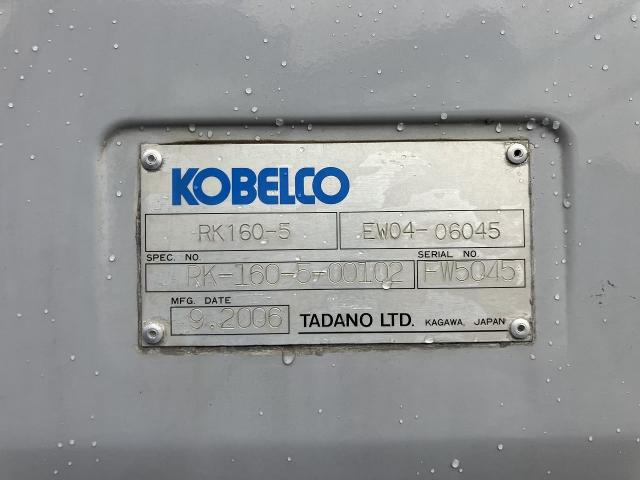 KOBELCO
RK160-5 EW04-06045
SPEC. NO. SERIAL NO.
RK-160-5-00102 FW5045
MFG. DATE
9.2006 TADANO LTD. KAGAWA, JAPAN